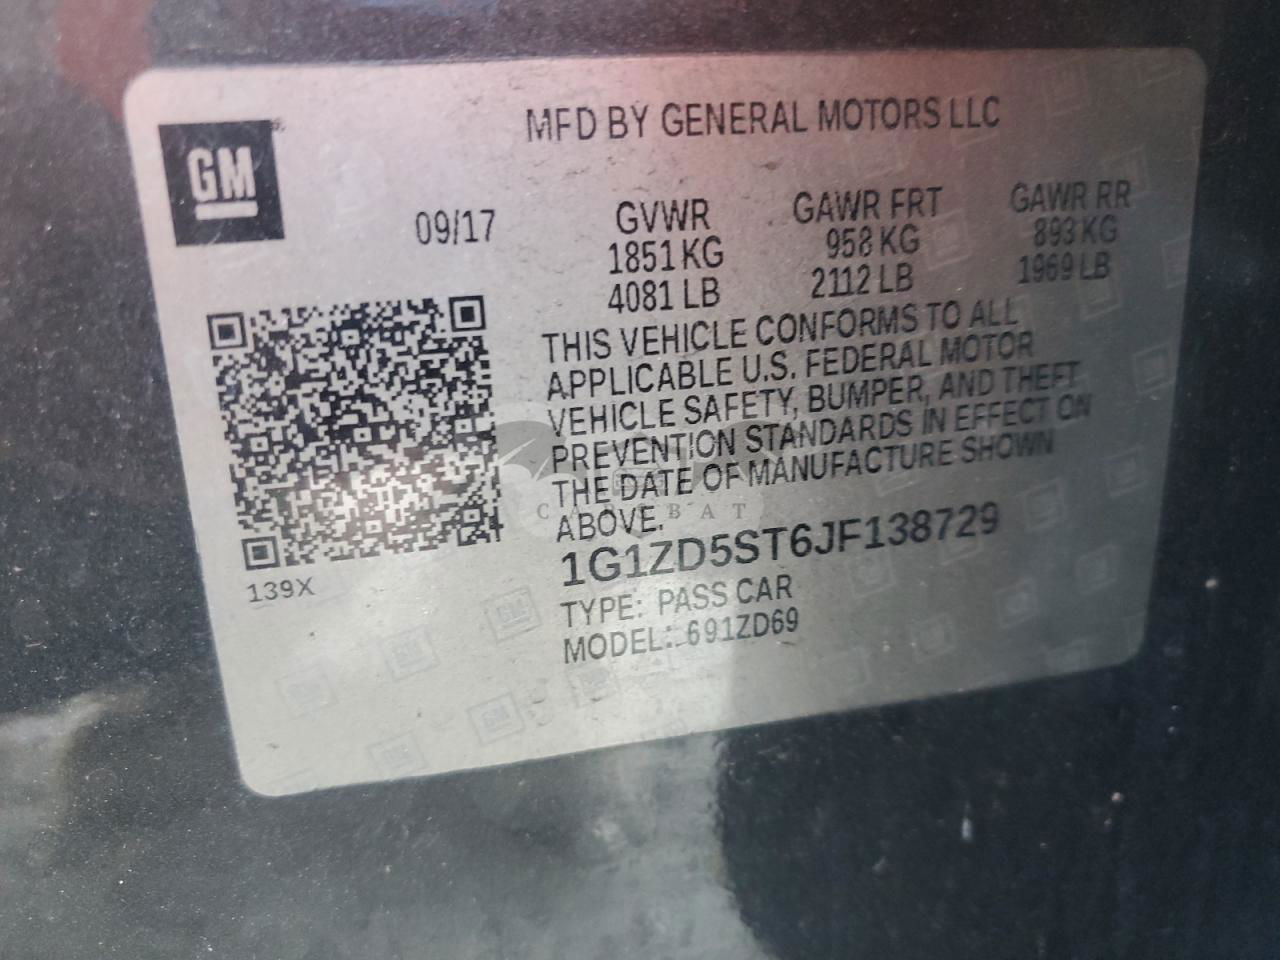 GM
MFD BY GENERAL MOTORS LLC
09/17
GVWR
1851 KG
4081 LB
GAWR FRT
958 KG
2112 LB
GAWR RR
893 KG
1969 LB
THIS VEHICLE CONFORMS TO ALL
APPLICABLE U.S. FEDERAL MOTOR
VEHICLE SAFETY, BUMPER, AND THEFT
PREVENTION STANDARDS IN EFFECT ON
THE DATE OF MANUFACTURE SHOWN
ABOVE.
1G1ZD5ST6JF138729
TYPE: PASS CAR
MODEL: 691ZD69
139X